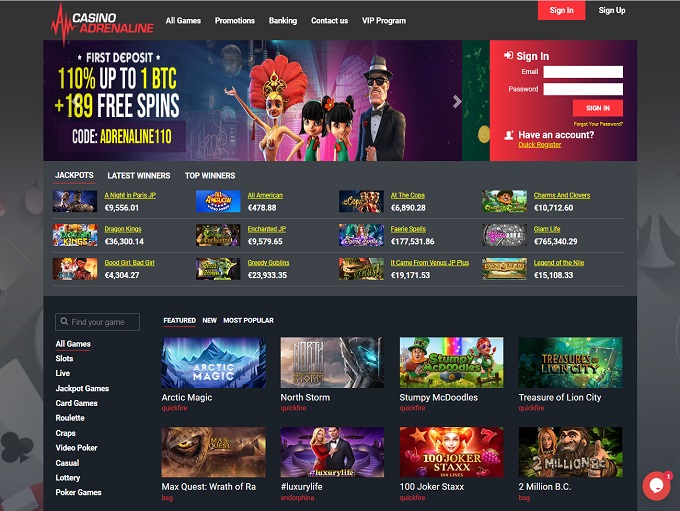 CASINO
ADRENALINE
All Games
Promotions
Banking
Contact us
VIP Program
Sign In
Sign Up
* FIRST DEPOSIT *
110% UP TO 1 BTC
+189 FREE SPINS
CODE: ADRENALINE110
Sign In
Email
Password
SIGN IN
Forgot Your Password?
Have an account?
Quick Register
JACKPOTS
LATEST WINNERS
TOP WINNERS
A Night in Paris JP
€9,556.01
All American
€478.88
At The Copa
€6,890.28
Charms And Clovers
€10,712.60
Dragon Kings
€36,300.14
Enchanted JP
€9,579.65
Faerie Spells
€177,531.86
Glam Life
€765,340.29
Good Girl, Bad Girl
€4,304.27
Greedy Goblins
€23,933.35
It Came From Venus JP Plus
€19,171.53
Legend of the Nile
€15,108.33
Find your game
All Games
Slots
Live
Jackpot Games
Card Games
Roulette
Craps
Video Poker
Casual
Lottery
Poker Games
FEATURED
NEW
MOST POPULAR
ARCTIC
MAGIC
Arctic Magic
quickfire
NORTH
STORM
North Storm
quickfire
Stumpy
McDoodles
Stumpy McDoodles
quickfire
TREASURES OF
LION CITY
Treasure of Lion City
quickfire
MAX
QUEST
Max Quest: Wrath of Ra
bsg
#luxurylife
#luxurylife
endorphina
100 JOKER
STAXX
100 LINES
100 Joker Staxx
quickfire
2 MILLION BC
2 Million B.C.
bsg
1